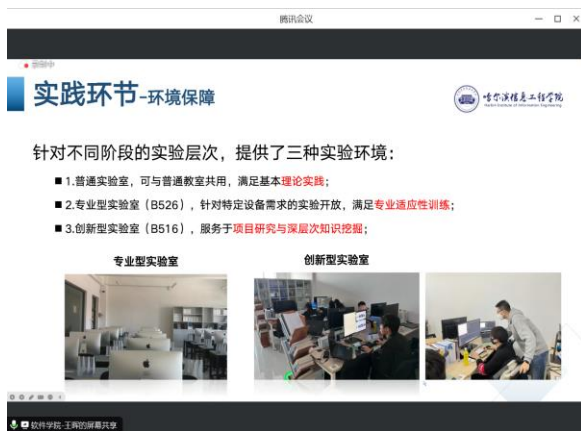 腾讯会议
录制中
实践环节-环境保障
哈尔滨信息工程学院
针对不同阶段的实验层次，提供了三种实验环境：
■ 1.普通实验室，可与普通教室共用，满足基本理论实践；
■ 2.专业型实验室（B526），针对特定设备需求的实验开放，满足专业适应性训练；
■ 3.创新型实验室（B516），服务于项目研究与深层次知识挖掘；
专业型实验室
创新型实验室
软件学院-王晖的屏幕共享